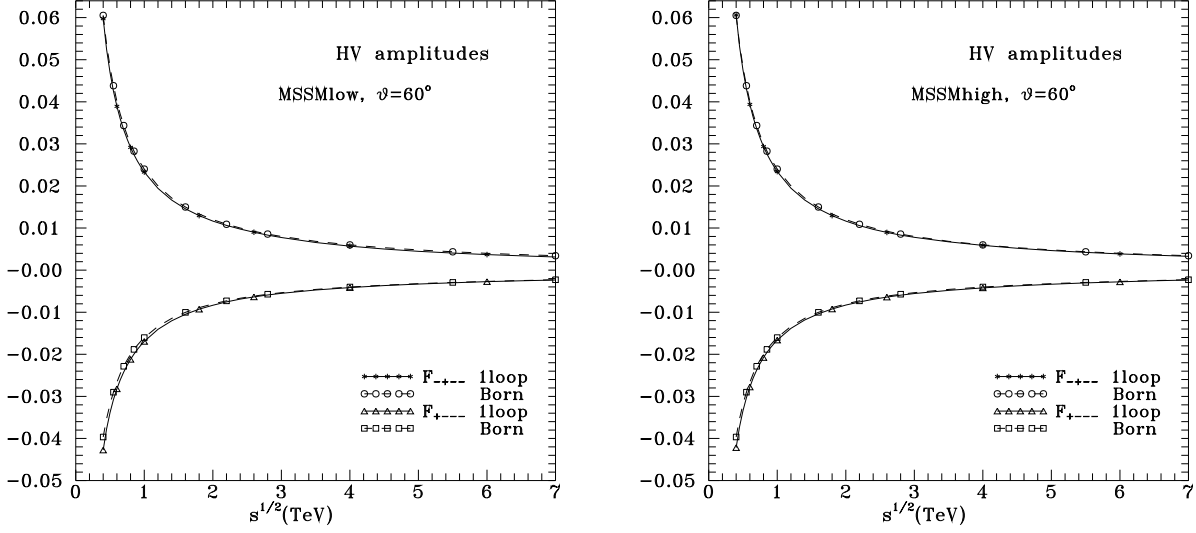 HV amplitudes
MSSMlow, ϑ=60°
0.06
0.05
0.04
0.03
0.02
0.01
−0.00
−0.01
−0.02
−0.03
−0.04
−0.05
F₋₊₋₋ 1loop
Born
F₊₋₋₋ 1loop
Born
0 1 2 3 4 5 6 7
s^1/2(TeV)
HV amplitudes
MSSMhigh, ϑ=60°
0.06
0.05
0.04
0.03
0.02
0.01
−0.00
−0.01
−0.02
−0.03
−0.04
−0.05
F₋₊₋₋ 1loop
Born
F₊₋₋₋ 1loop
Born
0 1 2 3 4 5 6 7
s^1/2(TeV)